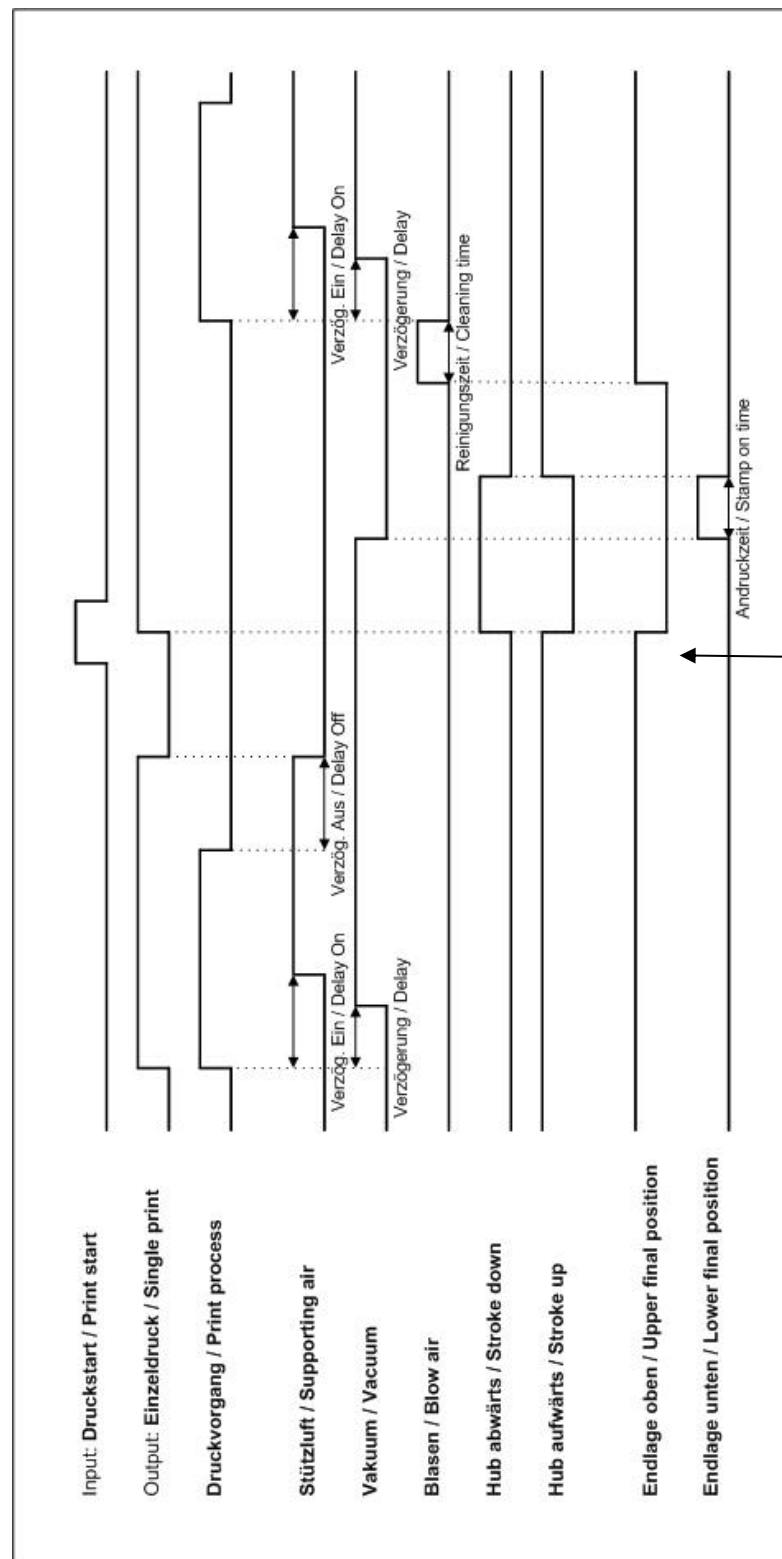 Input: Druckstart / Print start
Output: Einzeldruck / Single print
Druckvorgang / Print process
Stützluft / Supporting air
Verzög. Ein / Delay On
Verzög. Aus / Delay Off
Verzög. Ein / Delay On
Vakuum / Vacuum
Verzögerung / Delay
Verzögerung / Delay
Blasen / Blow air
Reinigungszeit / Cleaning time
Hub abwärts / Stroke down
Hub aufwärts / Stroke up
Endlage oben / Upper final position
Endlage unten / Lower final position
Andruckzeit / Stamp on time